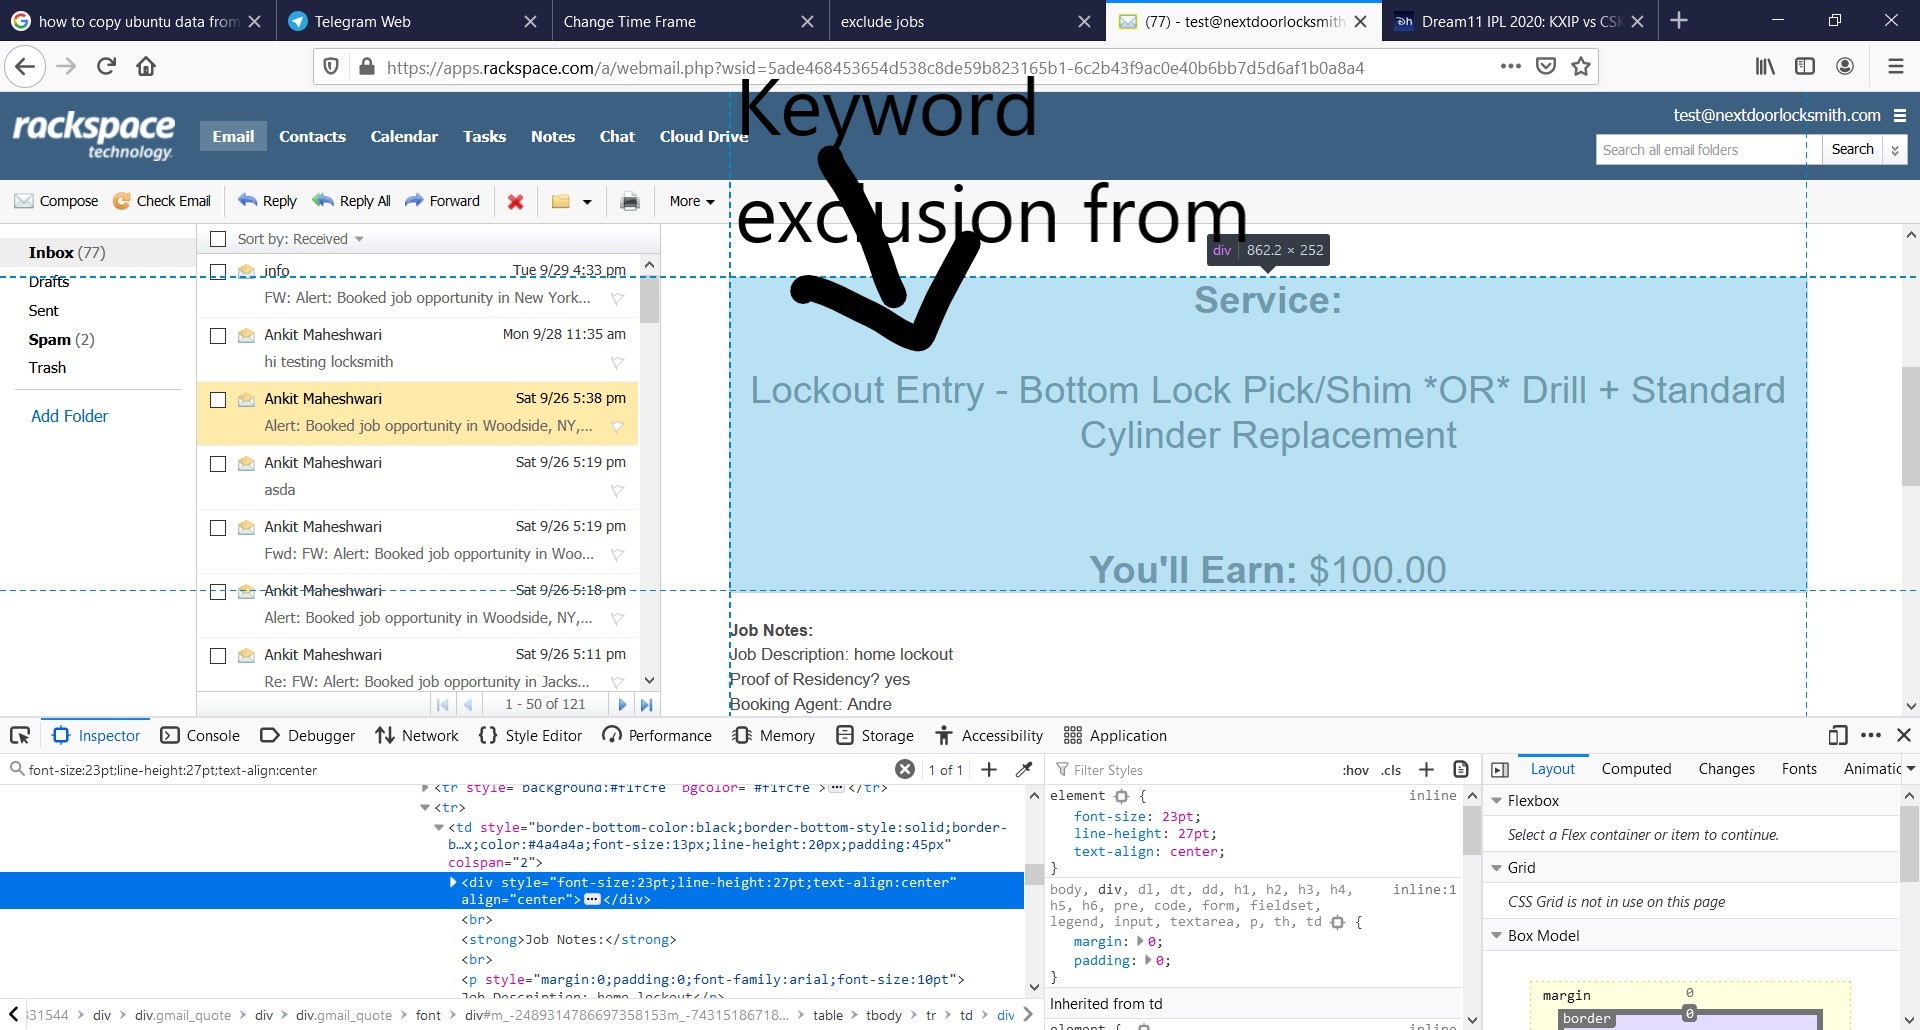 how to copy ubuntu data from
Telegram Web
Change Time Frame
exclude jobs
(77) - test@nextdoorlocksmith
Dream11 IPL 2020: KXIP vs CSK
https://apps.rackspace.com/a/webmail.php?wsid=5ade468453654d538c8de59b823165b1-6c2b43f9ac0e40b6bb7d5d6af1b0a8a4
Keyword
exclusion from
rackspace
technology.
Email Contacts Calendar Tasks Notes Chat Cloud Drive
test@nextdoorlocksmith.com
Search all email folders Search
Compose Check Email Reply Reply All Forward More
Inbox (77)
Drafts
Sent
Spam (2)
Trash
Add Folder
Sort by: Received
info Tue 9/29 4:33 pm
FW: Alert: Booked job opportunity in New York...
Ankit Maheshwari Mon 9/28 11:35 am
hi testing locksmith
Ankit Maheshwari Sat 9/26 5:38 pm
Alert: Booked job opportunity in Woodside, NY,...
Ankit Maheshwari Sat 9/26 5:19 pm
asda
Ankit Maheshwari Sat 9/26 5:19 pm
Fwd: FW: Alert: Booked job opportunity in Woo...
Ankit Maheshwari Sat 9/26 5:18 pm
Alert: Booked job opportunity in Woodside, NY,...
Ankit Maheshwari Sat 9/26 5:11 pm
Re: FW: Alert: Booked job opportunity in Jacks...
1 - 50 of 121
div 862.2 × 252
Service:
Lockout Entry - Bottom Lock Pick/Shim *OR* Drill + Standard
Cylinder Replacement
You'll Earn: $100.00
Job Notes:
Job Description: home lockout
Proof of Residency? yes
Booking Agent: Andre
Inspector Console Debugger Network Style Editor Performance Memory Storage Accessibility Application
font-size:23pt;line-height:27pt;text-align:center
1 of 1
<tr style="background:#f1fcfe" bgcolor="#f1fcfe"></tr>
<tr>
<td style="border-bottom-color:black;border-bottom-style:solid;border-
b…x;color:#4a4a4a;font-size:13px;line-height:20px;padding:45px"
colspan="2">
<div style="font-size:23pt;line-height:27pt;text-align:center"
align="center"></div>
<br>
<strong>Job Notes:</strong>
<br>
<p style="margin:0;padding:0;font-family:arial;font-size:10pt">
Job Description: home lockout</p>
31544 div div.gmail_quote div div.gmail_quote font div#m_-2489314786697358153m_-74315186718... table tbody tr td div
Filter Styles :hov .cls
element { inline
font-size: 23pt;
line-height: 27pt;
text-align: center;
}
body, div, dl, dt, dd, h1, h2, h3, h4, inline:1
h5, h6, pre, code, form, fieldset,
legend, input, textarea, p, th, td {
margin: 0;
padding: 0;
}
Inherited from td
element { inline
Layout Computed Changes Fonts Animatic
Flexbox
Select a Flex container or item to continue.
Grid
CSS Grid is not in use on this page
Box Model
margin 0
border 0